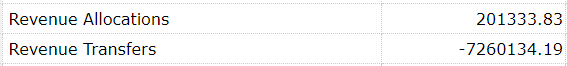 Revenue Allocations 201333.83
Revenue Transfers -7260134.19